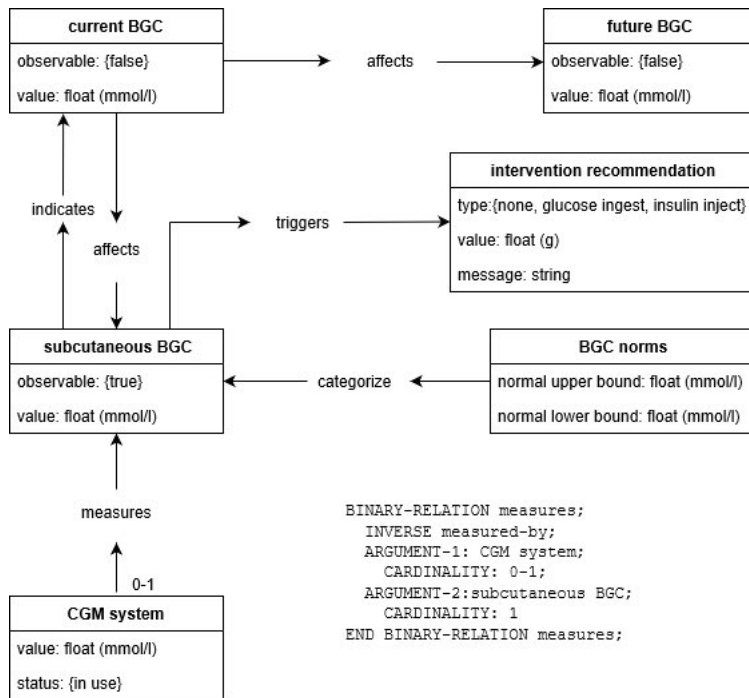 current BGC
observable: {false}
value: float (mmol/l)
affects
future BGC
observable: {false}
value: float (mmol/l)
indicates
affects
triggers
intervention recommendation
type:{none, glucose ingest, insulin inject}
value: float (g)
message: string
subcutaneous BGC
observable: {true}
value: float (mmol/l)
categorize
BGC norms
normal upper bound: float (mmol/l)
normal lower bound: float (mmol/l)
measures
0-1
CGM system
value: float (mmol/l)
status: {in use}
BINARY-RELATION measures;
INVERSE measured-by;
ARGUMENT-1: CGM system;
CARDINALITY: 0-1;
ARGUMENT-2:subcutaneous BGC;
CARDINALITY: 1
END BINARY-RELATION measures;